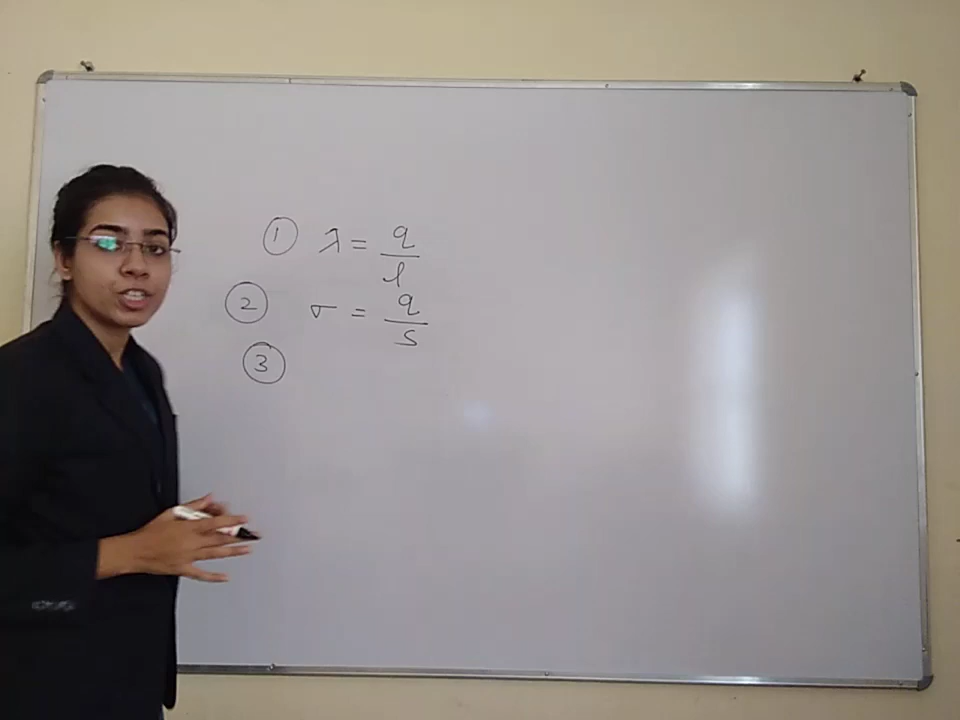 ① λ = q/l
② σ = q/s
③